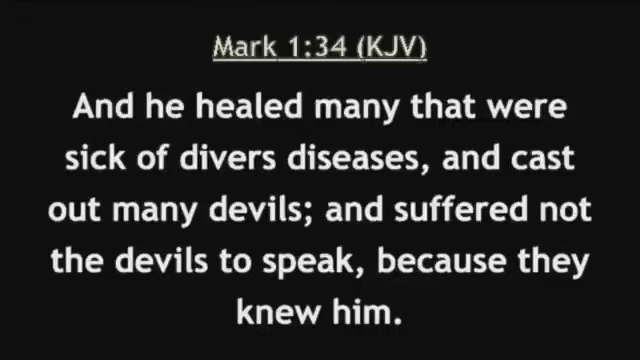 Mark 1:34 (KJV)
And he healed many that were
sick of divers diseases, and cast
out many devils; and suffered not
the devils to speak, because they
knew him.